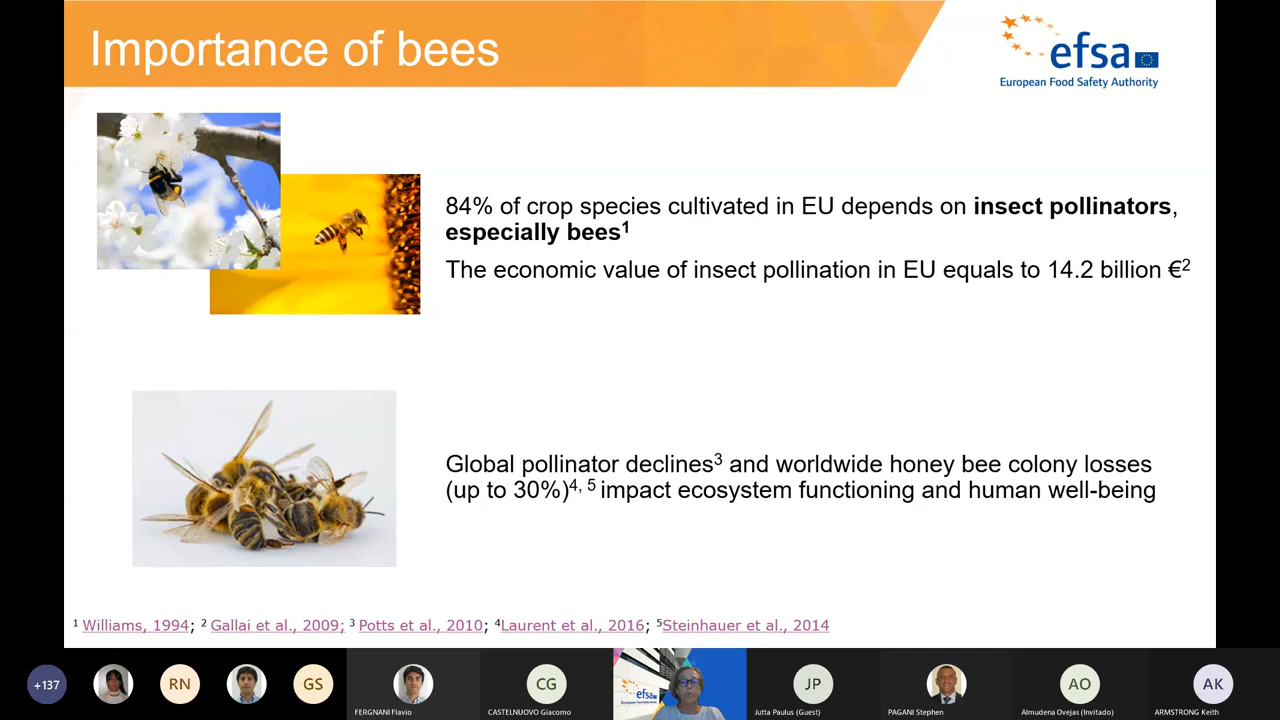 Importance of bees
efsa
European Food Safety Authority
84% of crop species cultivated in EU depends on insect pollinators,
especially bees¹
The economic value of insect pollination in EU equals to 14.2 billion €²
Global pollinator declines³ and worldwide honey bee colony losses
(up to 30%)⁴, ⁵ impact ecosystem functioning and human well-being
¹ Williams, 1994; ² Gallai et al., 2009; ³ Potts et al., 2010; ⁴Laurent et al., 2016; ⁵Steinhauer et al., 2014
+137
RN
GS
FERGNANI Flavio
CG
CASTELNUOVO Giacomo
efsa
JP
Jutta Paulus (Guest)
PAGANI Stephen
AO
Almudena Ovejas (Invitado)
AK
ARMSTRONG Keith